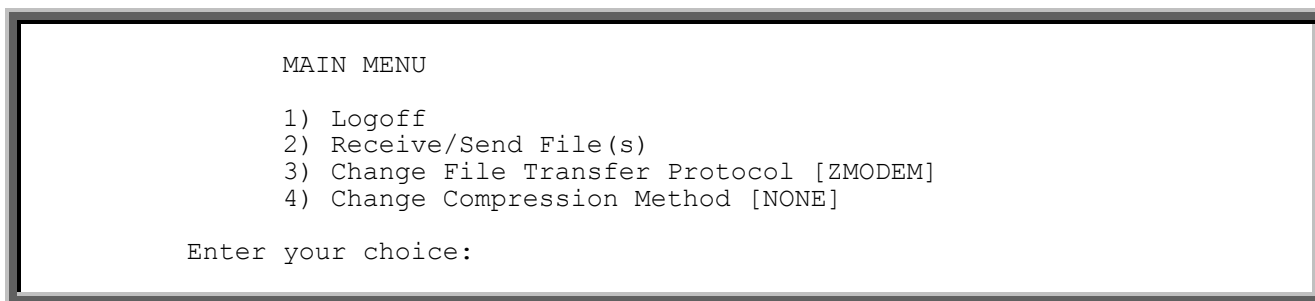 MAIN MENU
1) Logoff
2) Receive/Send File(s)
3) Change File Transfer Protocol [ZMODEM]
4) Change Compression Method [NONE]
Enter your choice: